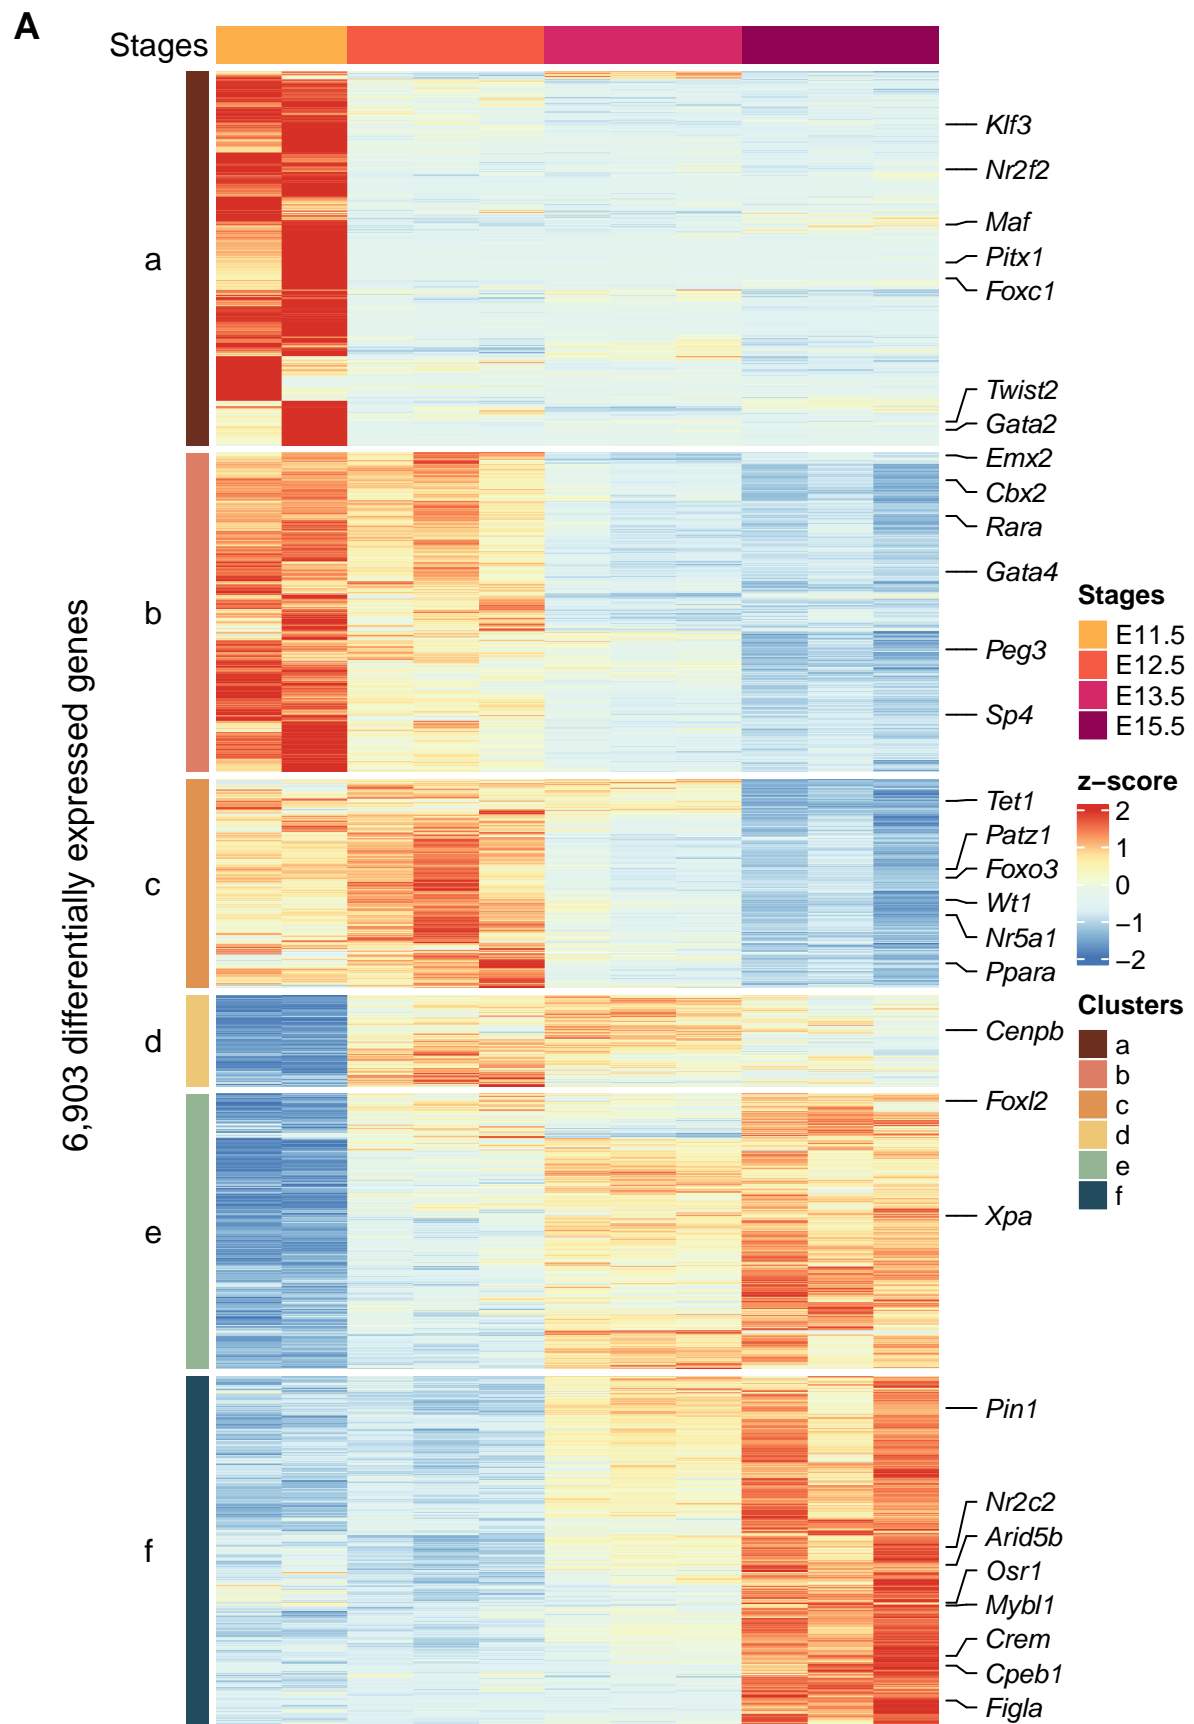 A
Stages
6,903 differentially expressed genes
a
b
c
d
e
f
Klf3
Nr2f2
Maf
Pitx1
Foxc1
Twist2
Gata2
Emx2
Cbx2
Rara
Gata4
Peg3
Sp4
Tet1
Patz1
Foxo3
Wt1
Nr5a1
Ppara
Cenpb
Foxl2
Xpa
Pin1
Nr2c2
Arid5b
Osr1
Mybl1
Crem
Cpeb1
Figla
Stages
E11.5
E12.5
E13.5
E15.5
z−score
2
1
0
−1
−2
Clusters
a
b
c
d
e
f